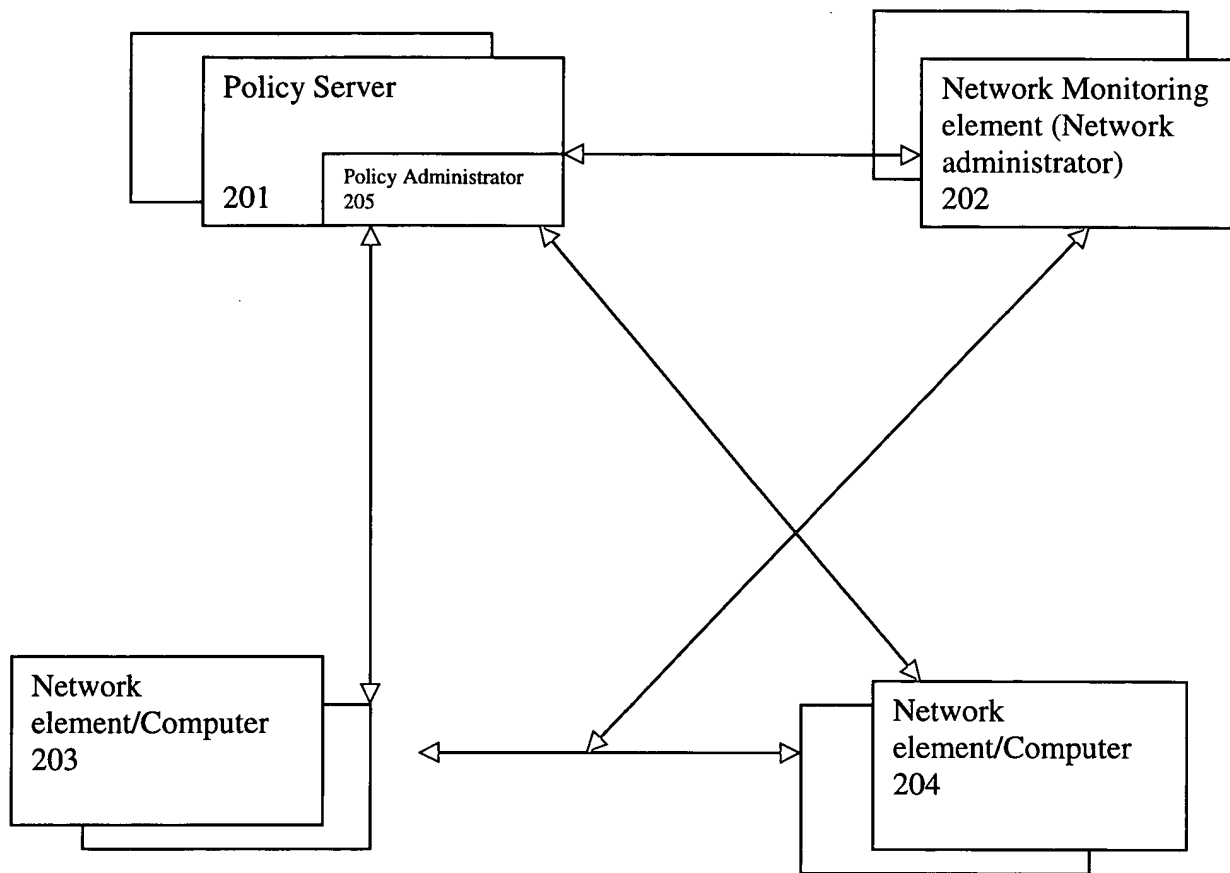 Policy Server
201
Policy Administrator
205
Network Monitoring
element (Network
administrator)
202
Network
element/Computer
203
Network
element/Computer
204